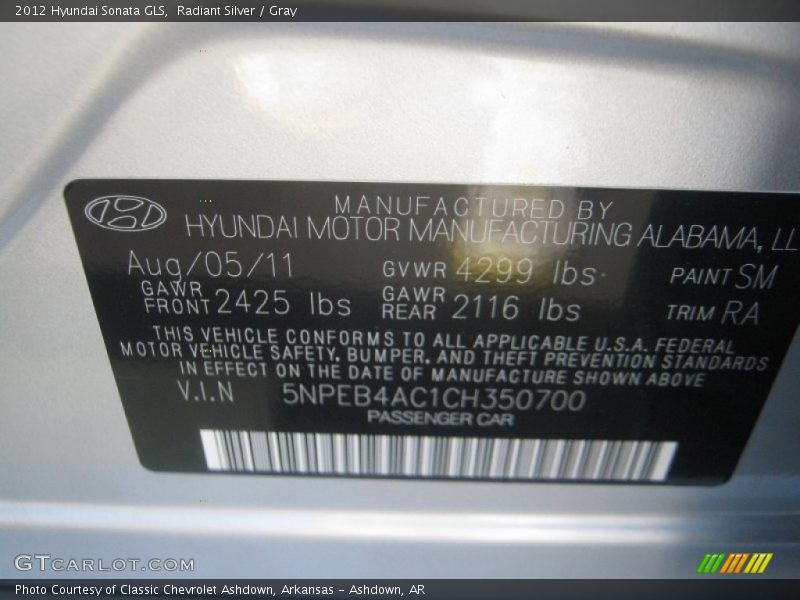 2012 Hyundai Sonata GLS, Radiant Silver / Gray
MANUFACTURED BY
HYUNDAI MOTOR MANUFACTURING ALABAMA, LL
Aug/05/11 GVWR 4299 lbs PAINT SM
GAWR FRONT 2425 lbs GAWR REAR 2116 lbs TRIM RA
THIS VEHICLE CONFORMS TO ALL APPLICABLE U.S.A. FEDERAL
MOTOR VEHICLE SAFETY, BUMPER, AND THEFT PREVENTION STANDARDS
IN EFFECT ON THE DATE OF MANUFACTURE SHOWN ABOVE
V.I.N 5NPEB4AC1CH350700
PASSENGER CAR
GTCARLOT.COM
Photo Courtesy of Classic Chevrolet Ashdown, Arkansas - Ashdown, AR